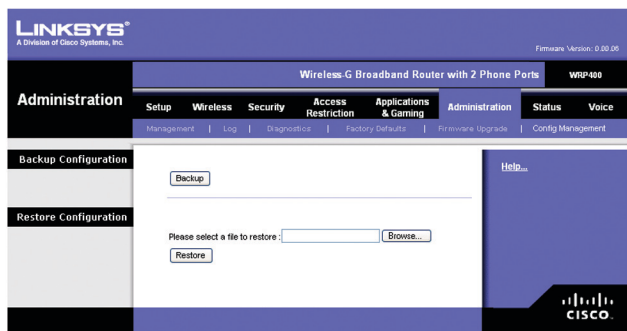 LINKSYS®
A Division of Cisco Systems, Inc.
Firmware Version: 0.00.06
Wireless-G Broadband Router with 2 Phone Ports WRP400
Administration
Setup Wireless Security Access Restriction Applications & Gaming Administration Status Voice
Management | Log | Diagnostics | Factory Defaults | Firmware Upgrade | Config Management
Backup Configuration
Backup
Help...
Restore Configuration
Please select a file to restore : Browse...
Restore
CISCO.